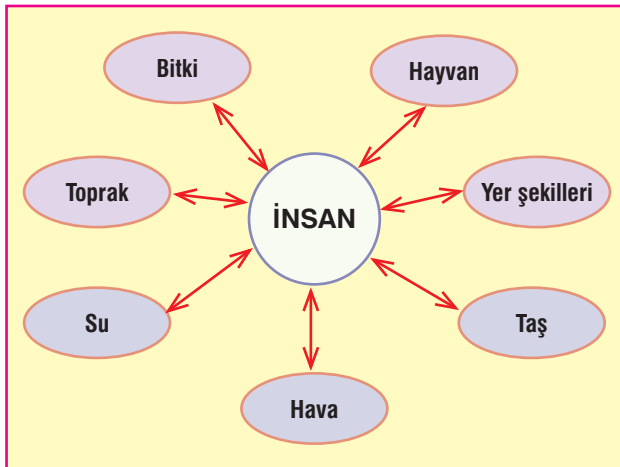 Bitki
Hayvan
Toprak
İNSAN
Yer şekilleri
Su
Taş
Hava